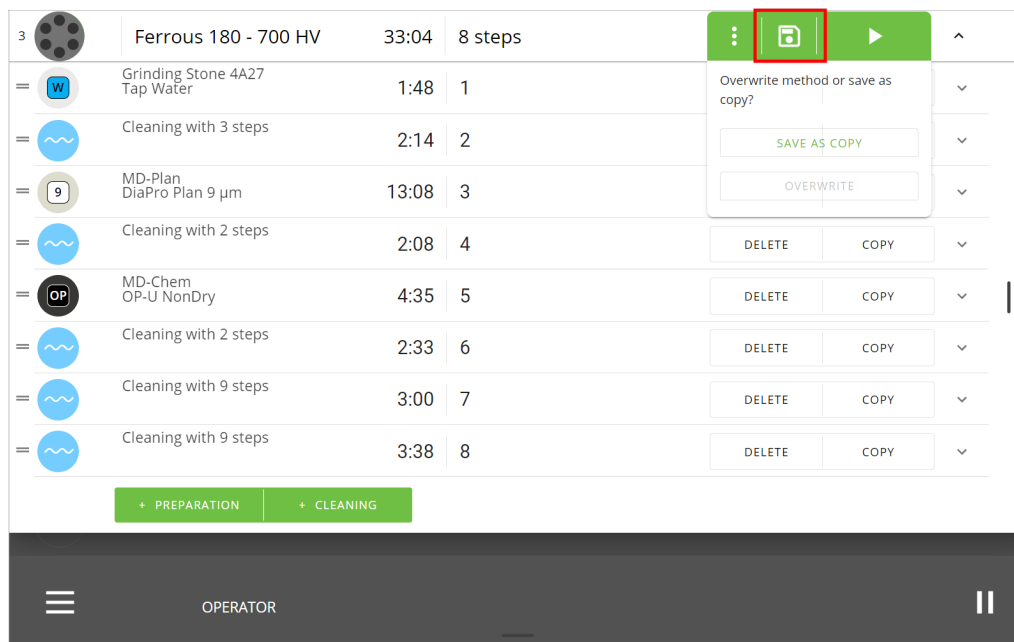 3 Ferrous 180 - 700 HV 33:04 8 steps
Overwrite method or save as
copy?
SAVE AS COPY
OVERWRITE
W Grinding Stone 4A27
Tap Water 1:48 1
Cleaning with 3 steps 2:14 2
9 MD-Plan
DiaPro Plan 9 µm 13:08 3
Cleaning with 2 steps 2:08 4 DELETE COPY
OP MD-Chem
OP-U NonDry 4:35 5 DELETE COPY
Cleaning with 2 steps 2:33 6 DELETE COPY
Cleaning with 9 steps 3:00 7 DELETE COPY
Cleaning with 9 steps 3:38 8 DELETE COPY
+ PREPARATION + CLEANING
OPERATOR